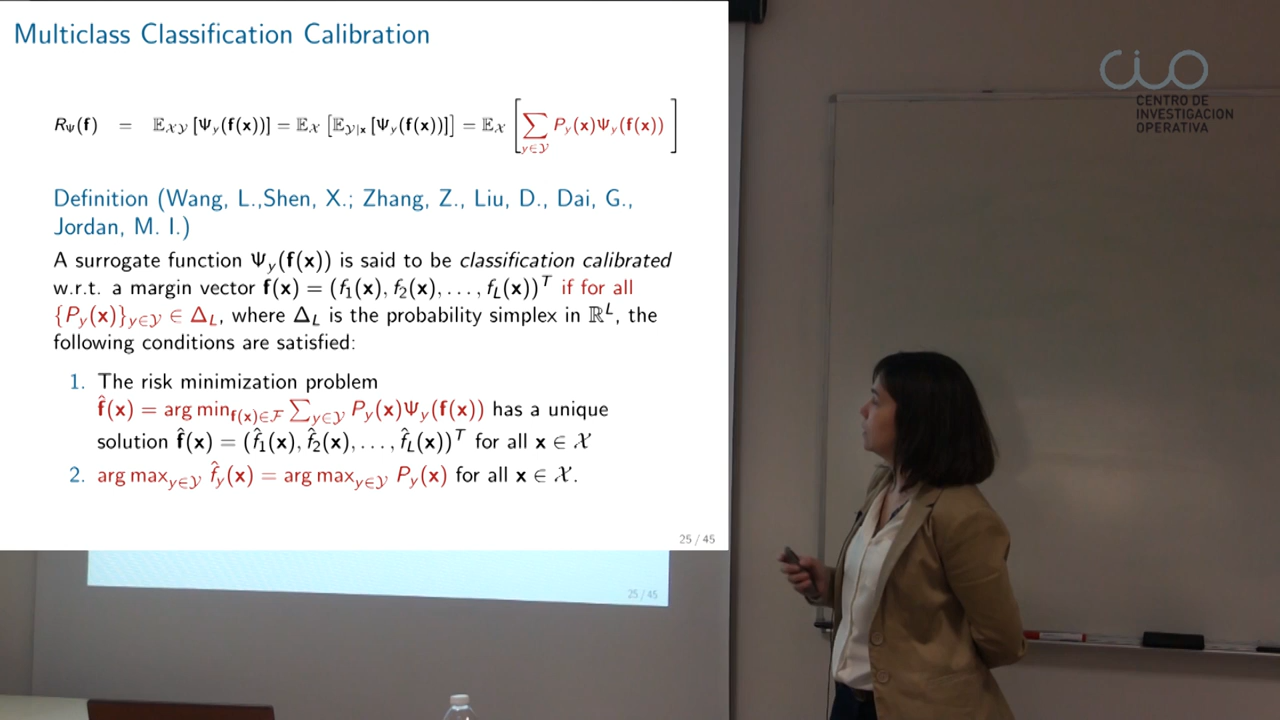 Multiclass Classification Calibration
R_Ψ(𝐟) = 𝔼_{𝒳𝒴} [Ψ_y(𝐟(𝐱))] = 𝔼_𝒳 [𝔼_{𝒴|𝐱} [Ψ_y(𝐟(𝐱))]] = 𝔼_𝒳 [∑_{y∈𝒴} P_y(𝐱)Ψ_y(𝐟(𝐱))]
Definition (Wang, L.,Shen, X.; Zhang, Z., Liu, D., Dai, G.,
Jordan, M. I.)
A surrogate function Ψ_y(𝐟(𝐱)) is said to be classification calibrated
w.r.t. a margin vector 𝐟(𝐱) = (f_1(𝐱), f_2(𝐱), . . . , f_L(𝐱))^T if for all
{P_y(𝐱)}_{y∈𝒴} ∈ Δ_L, where Δ_L is the probability simplex in ℝ^L, the
following conditions are satisfied:
1. The risk minimization problem
𝐟̂(𝐱) = arg min_{𝐟(𝐱)∈ℱ} ∑_{y∈𝒴} P_y(𝐱)Ψ_y(𝐟(𝐱)) has a unique
solution 𝐟̂(𝐱) = (f̂_1(𝐱), f̂_2(𝐱), . . . , f̂_L(𝐱))^T for all 𝐱 ∈ 𝒳
2. arg max_{y∈𝒴} f̂_y(𝐱) = arg max_{y∈𝒴} P_y(𝐱) for all 𝐱 ∈ 𝒳.
25 / 45
25 / 45
CIO
CENTRO DE
INVESTIGACION
OPERATIVA